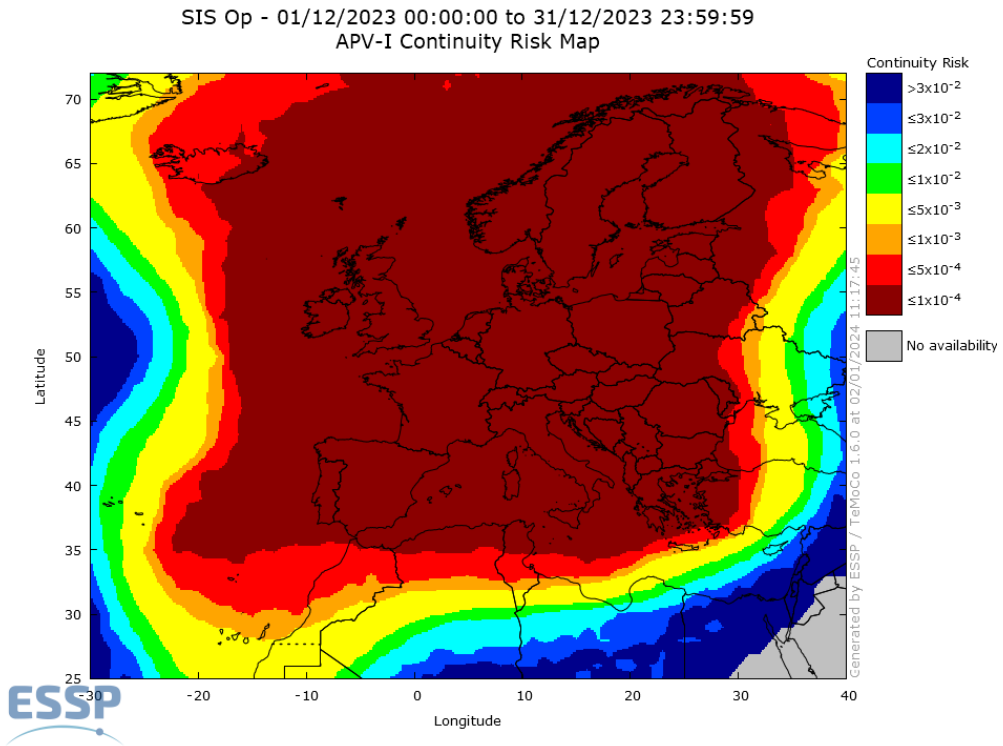 SIS Op - 01/12/2023 00:00:00 to 31/12/2023 23:59:59
APV-I Continuity Risk Map
Continuity Risk
>3x10-2
≤3x10-2
≤2x10-2
≤1x10-2
≤5x10-3
≤1x10-3
≤5x10-4
≤1x10-4
No availability
Latitude
70
65
60
55
50
45
40
35
30
25
-30
-20
-10
0
10
20
30
40
Longitude
Generated by ESSP / TeMoCo 1.6.0 at 02/01/2024 11:17:45
ESSP